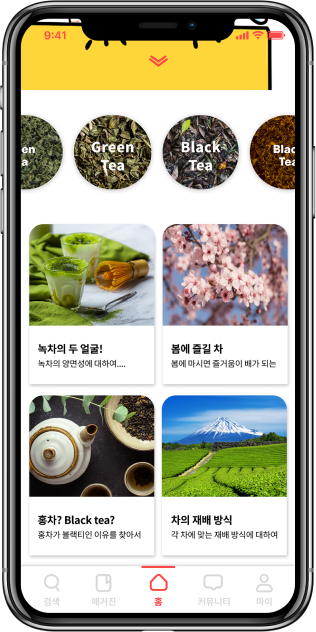 9:41
en
a
Green
Tea
Black
Tea
Blac
Tea
녹차의 두 얼굴!
녹차의 양면성에 대하여....
봄에 즐길 차
봄에 마시면 즐거움이 배가 되는
홍차? Black tea?
홍차가 블랙티인 이유를 찾아서
차의 재배 방식
각 차에 맞는 재배 방식에 대하여
검색
매거진
홈
커뮤니티
마이